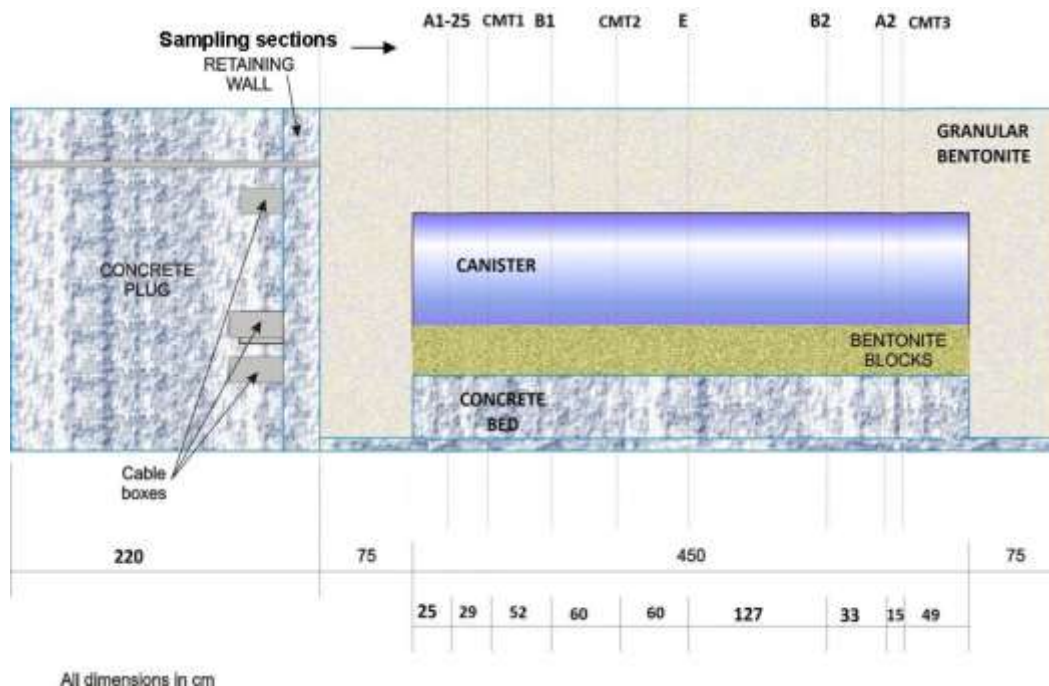 A1-25 CMT1 B1 CMT2 E B2 A2 CMT3
Sampling sections
RETAINING
WALL
GRANULAR
BENTONITE
CONCRETE
PLUG
CANISTER
BENTONITE
BLOCKS
CONCRETE
BED
Cable
boxes
220 75 450 75
25 29 52 60 60 127 33 15 49
All dimensions in cm